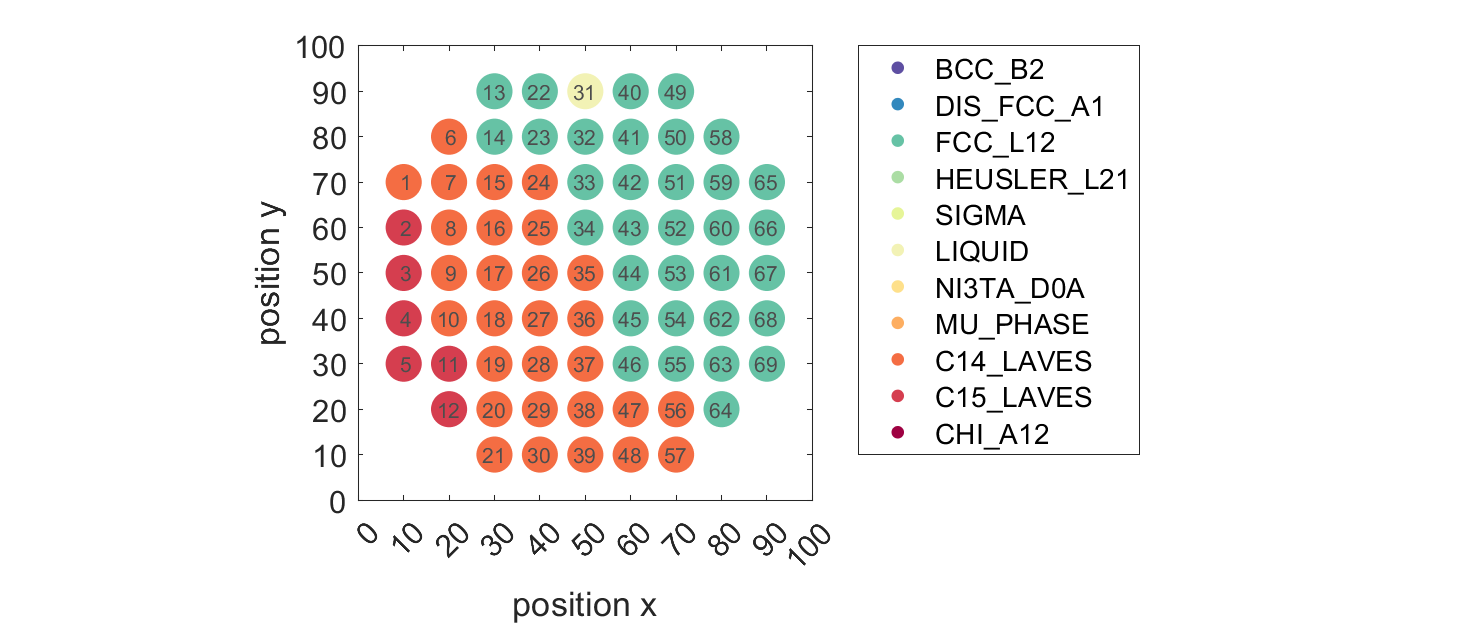 100
90
80
70
60
50
40
30
20
10
0
position y
13 22 31 40 49
6 14 23 32 41 50 58
1 7 15 24 33 42 51 59 65
2 8 16 25 34 43 52 60 66
3 9 17 26 35 44 53 61 67
4 10 18 27 36 45 54 62 68
5 11 19 28 37 46 55 63 69
12 20 29 38 47 56 64
21 30 39 48 57
0 10 20 30 40 50 60 70 80 90 100
position x
BCC_B2
DIS_FCC_A1
FCC_L12
HEUSLER_L21
SIGMA
LIQUID
NI3TA_D0A
MU_PHASE
C14_LAVES
C15_LAVES
CHI_A12